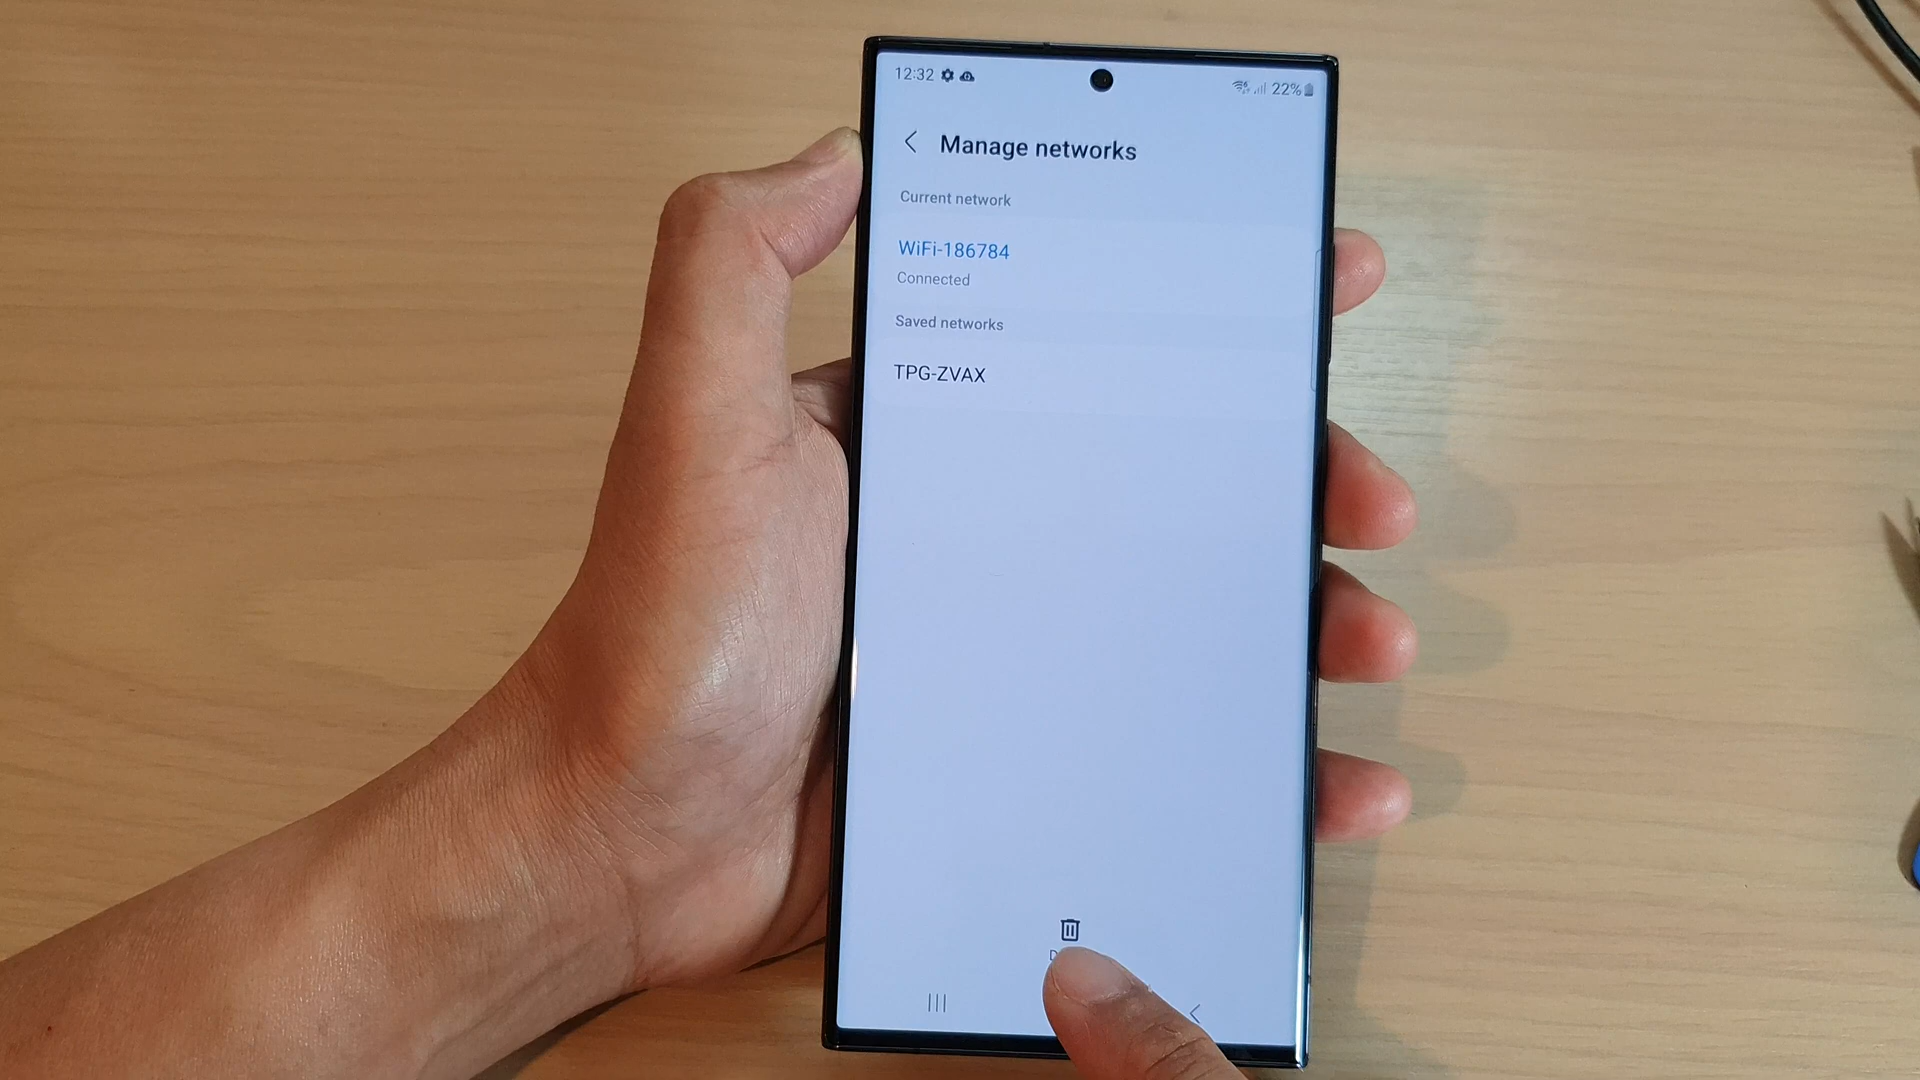 12:32 22%
Manage networks
Current network
WiFi-186784
Connected
Saved networks
TPG-ZVAX